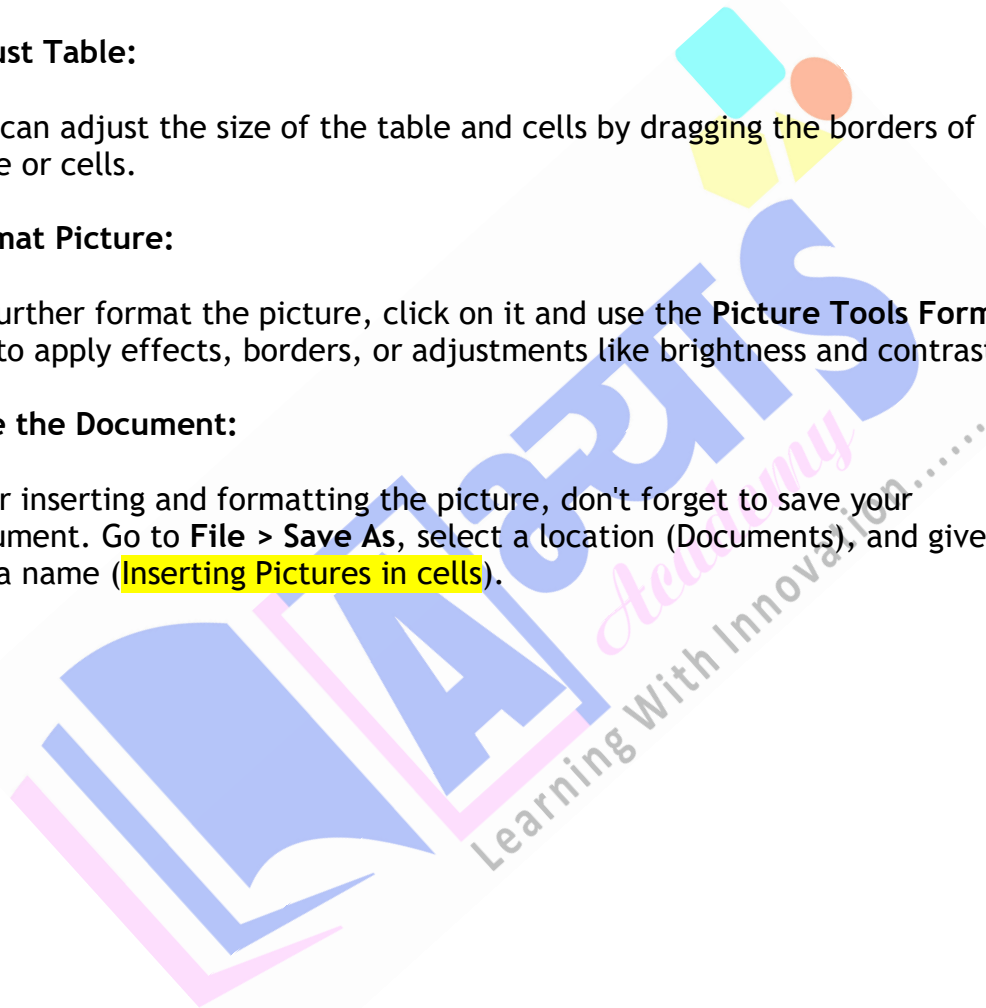 ust Table:
can adjust the size of the table and cells by dragging the borders of
e or cells.
mat Picture:
urther format the picture, click on it and use the Picture Tools Form
to apply effects, borders, or adjustments like brightness and contrast
e the Document:
r inserting and formatting the picture, don't forget to save your
ument. Go to File > Save As, select a location (Documents), and give
a name (Inserting Pictures in cells).
Academy
Learning With Innovation......